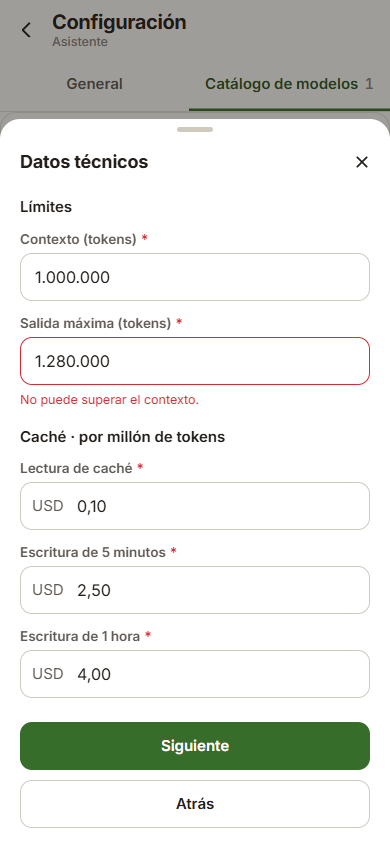 Configuración
Asistente
General
Catálogo de modelos 1
Datos técnicos
Límites
Contexto (tokens) *
1.000.000
Salida máxima (tokens) *
1.280.000
No puede superar el contexto.
Caché · por millón de tokens
Lectura de caché *
USD 0,10
Escritura de 5 minutos *
USD 2,50
Escritura de 1 hora *
USD 4,00
Siguiente
Atrás